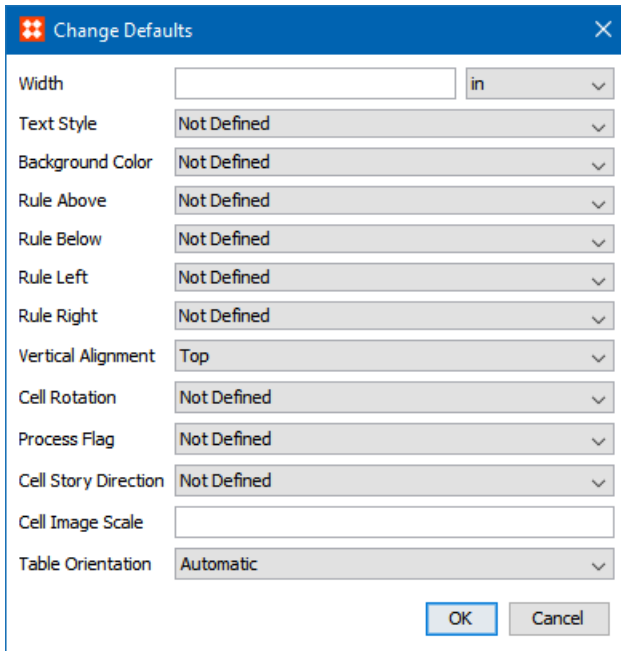 Change Defaults
Width in
Text Style Not Defined
Background Color Not Defined
Rule Above Not Defined
Rule Below Not Defined
Rule Left Not Defined
Rule Right Not Defined
Vertical Alignment Top
Cell Rotation Not Defined
Process Flag Not Defined
Cell Story Direction Not Defined
Cell Image Scale
Table Orientation Automatic
OK Cancel